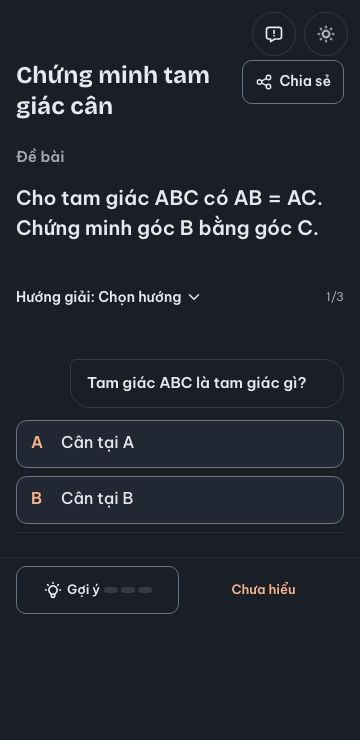 Chứng minh tam
giác cân
Chia sẻ
Đề bài
Cho tam giác ABC có AB = AC.
Chứng minh góc B bằng góc C.
Hướng giải: Chọn hướng
1/3
Tam giác ABC là tam giác gì?
A Cân tại A
B Cân tại B
Gợi ý
Chưa hiểu